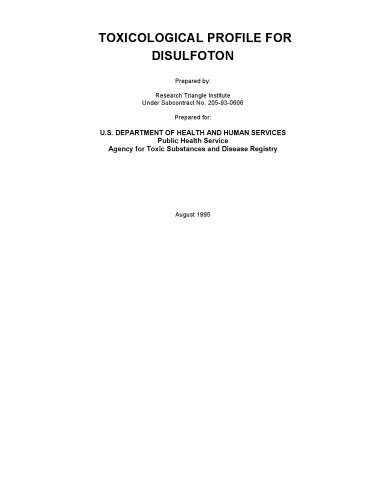 TOXICOLOGICAL PROFILE FOR
DISULFOTON
Prepared by:
Research Triangle Institute
Under Subcontract No. 205-93-0606
Prepared for:
U.S. DEPARTMENT OF HEALTH AND HUMAN SERVICES
Public Health Service
Agency for Toxic Substances and Disease Registry
August 1995